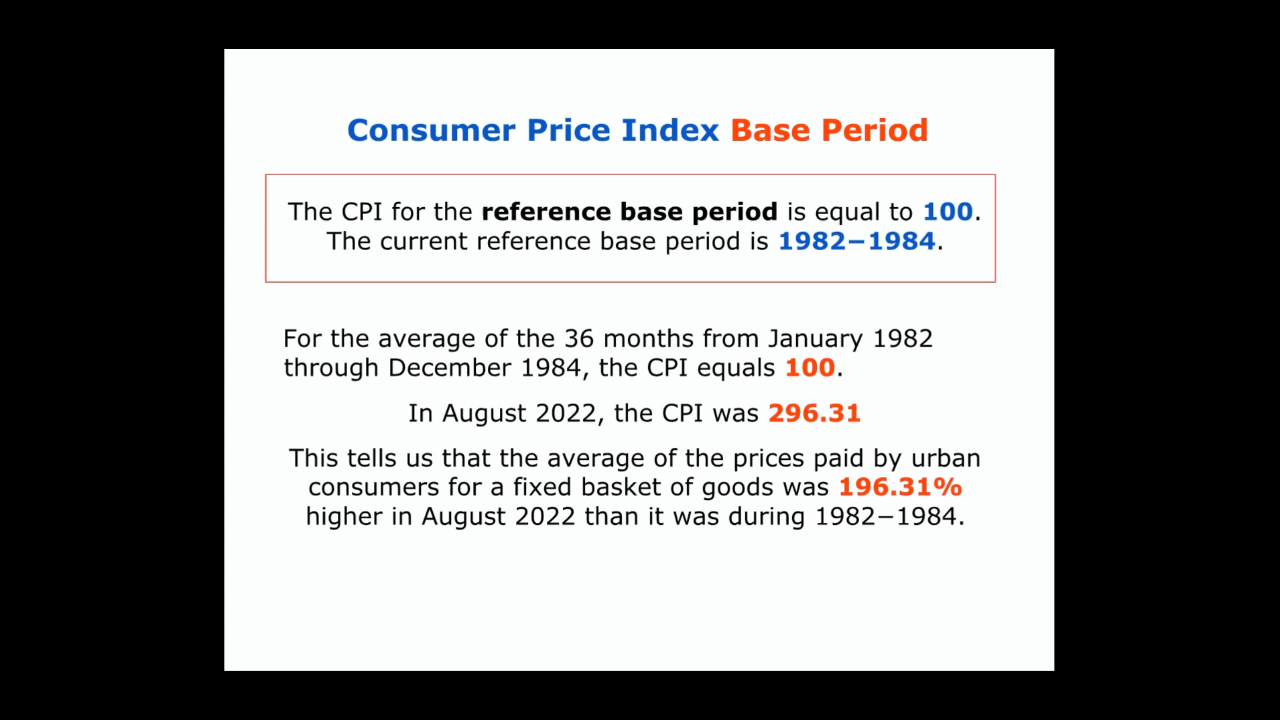 Consumer Price Index Base Period
The CPI for the reference base period is equal to 100.
The current reference base period is 1982−1984.
For the average of the 36 months from January 1982
through December 1984, the CPI equals 100.
In August 2022, the CPI was 296.31
This tells us that the average of the prices paid by urban
consumers for a fixed basket of goods was 196.31%
higher in August 2022 than it was during 1982−1984.